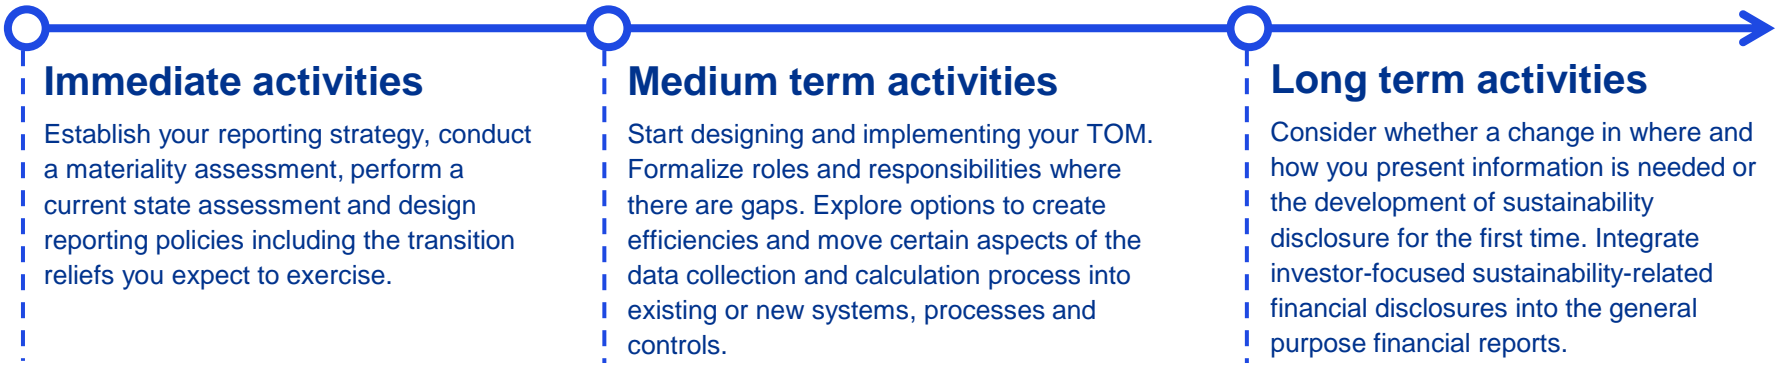 Immediate activities
Establish your reporting strategy, conduct
a materiality assessment, perform a
current state assessment and design
reporting policies including the transition
reliefs you expect to exercise.
Medium term activities
Start designing and implementing your TOM.
Formalize roles and responsibilities where
there are gaps. Explore options to create
efficiencies and move certain aspects of the
data collection and calculation process into
existing or new systems, processes and
controls.
Long term activities
Consider whether a change in where and
how you present information is needed or
the development of sustainability
disclosure for the first time. Integrate
investor-focused sustainability-related
financial disclosures into the general
purpose financial reports.